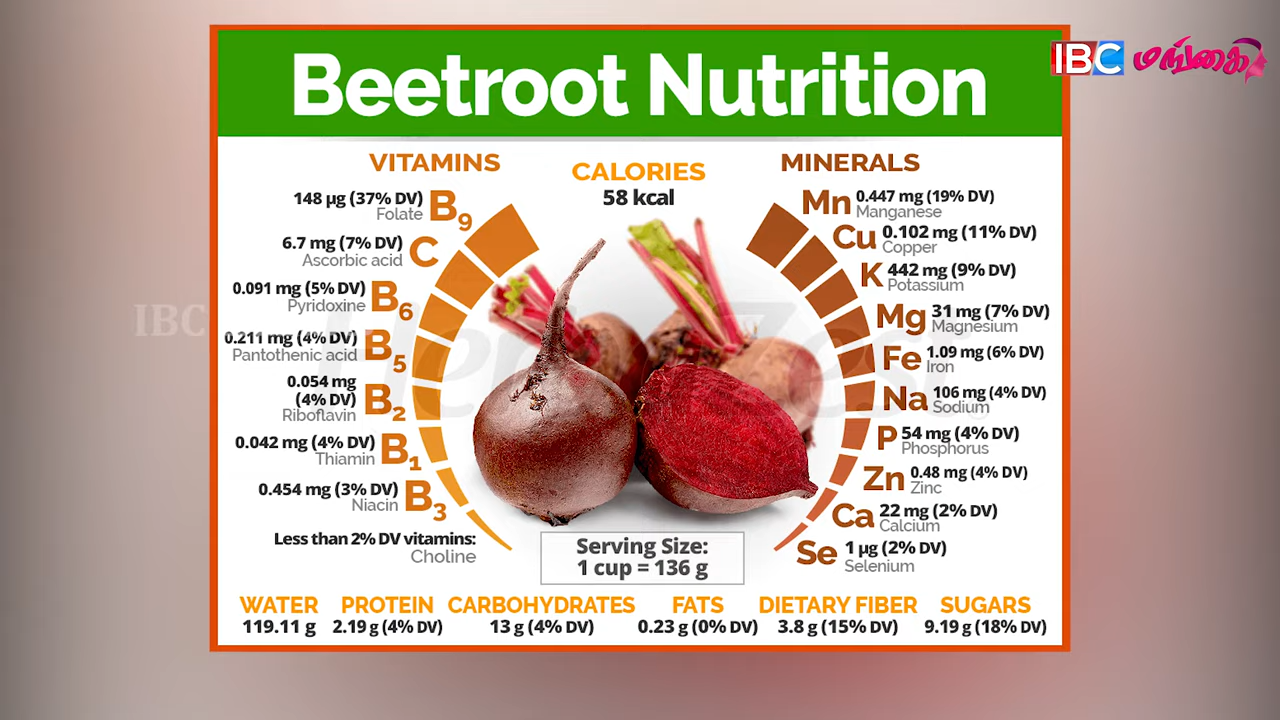 Beetroot Nutrition
IBC மங்கை
VITAMINS
148 µg (37% DV)
Folate
B9
6.7 mg (7% DV)
Ascorbic acid
C
0.091 mg (5% DV)
Pyridoxine
B6
0.211 mg (4% DV)
Pantothenic acid
B5
0.054 mg
(4% DV)
Riboflavin
B2
0.042 mg (4% DV)
Thiamin
B1
0.454 mg (3% DV)
Niacin
B3
Less than 2% DV vitamins:
Choline
CALORIES
58 kcal
MINERALS
Mn 0.447 mg (19% DV)
Manganese
Cu 0.102 mg (11% DV)
Copper
K 442 mg (9% DV)
Potassium
Mg 31 mg (7% DV)
Magnesium
Fe 1.09 mg (6% DV)
Iron
Na 106 mg (4% DV)
Sodium
P 54 mg (4% DV)
Phosphorus
Zn 0.48 mg (4% DV)
Zinc
Ca 22 mg (2% DV)
Calcium
Se 1 µg (2% DV)
Selenium
IBC
Serving Size:
1 cup = 136 g
WATER
119.11 g
PROTEIN
2.19 g (4% DV)
CARBOHYDRATES
13 g (4% DV)
FATS
0.23 g (0% DV)
DIETARY FIBER
3.8 g (15% DV)
SUGARS
9.19 g (18% DV)